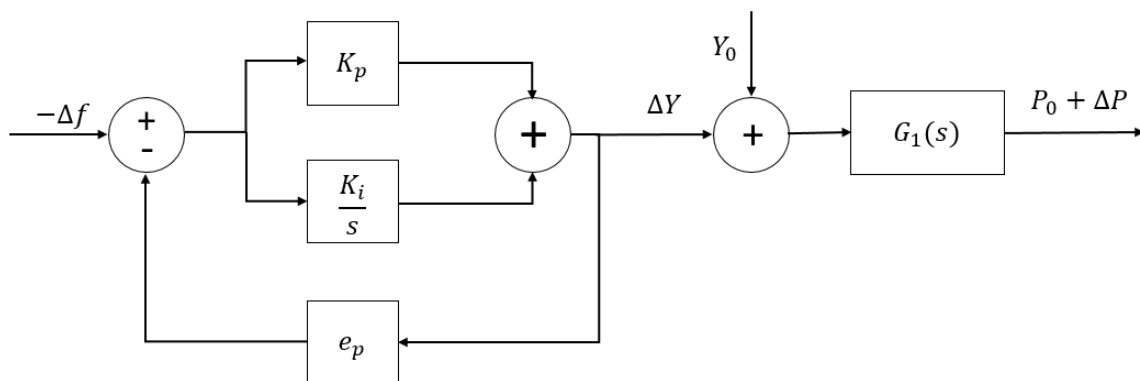 K_p
Y_0
−Δf
+
-
+
ΔY
+
G_1(s)
P_0 + ΔP
K_i
s
e_p